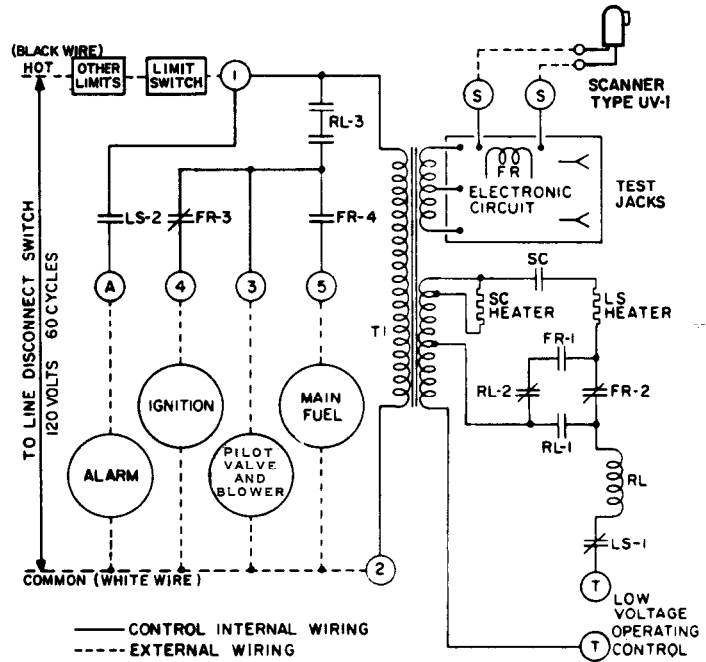 (BLACK WIRE)
HOT
OTHER
LIMITS
LIMIT
SWITCH
1
RL-3
S
S
SCANNER
TYPE UV-1
FR
ELECTRONIC
CIRCUIT
TEST
JACKS
LS-2
FR-3
FR-4
A
4
3
5
TO LINE DISCONNECT SWITCH
120 VOLTS 60 CYCLES
T1
SC
SC
HEATER
LS
HEATER
FR-1
RL-2
FR-2
RL-1
IGNITION
MAIN
FUEL
ALARM
PILOT
VALVE
AND
BLOWER
RL
LS-1
2
COMMON (WHITE WIRE)
T
LOW
VOLTAGE
OPERATING
CONTROL
T
CONTROL INTERNAL WIRING
EXTERNAL WIRING